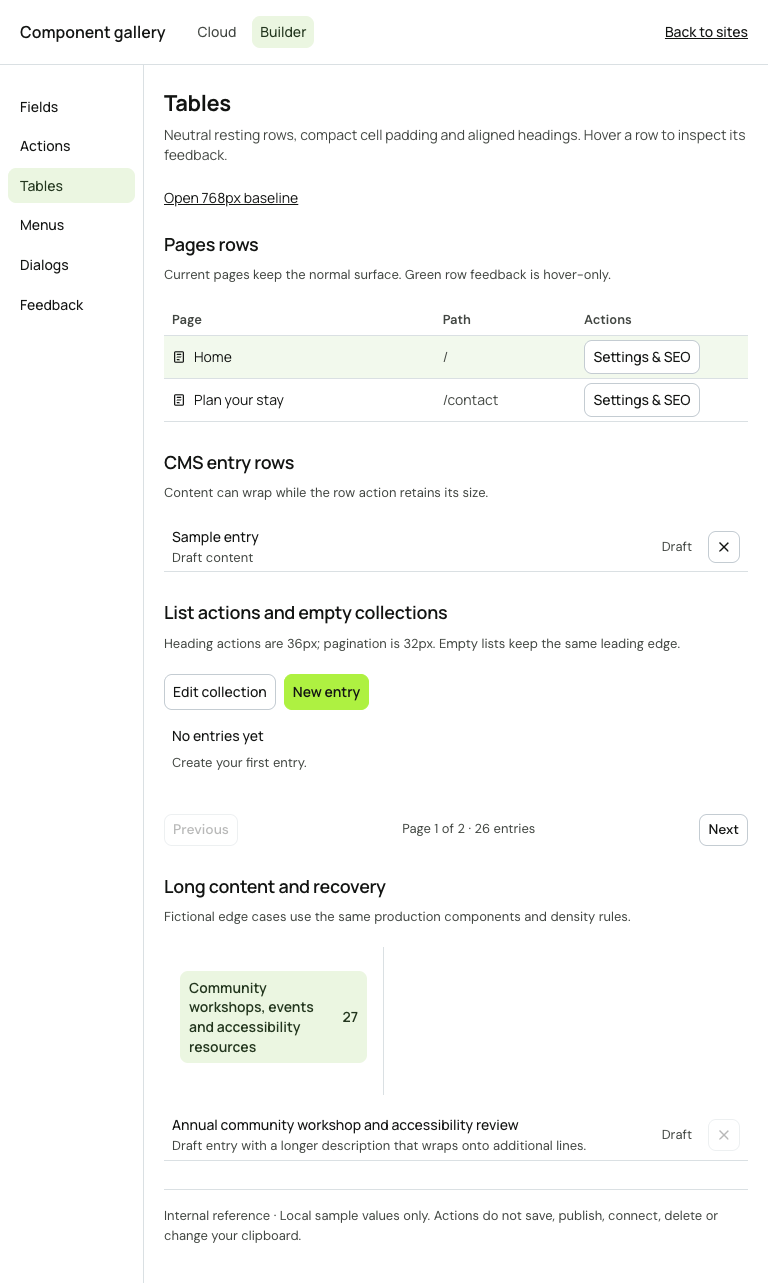 Component gallery
Cloud
Builder
Back to sites
Fields
Actions
Tables
Menus
Dialogs
Feedback
Tables
Neutral resting rows, compact cell padding and aligned headings. Hover a row to inspect its
feedback.
Open 768px baseline
Pages rows
Current pages keep the normal surface. Green row feedback is hover-only.
Page Path Actions
Home / Settings & SEO
Plan your stay /contact Settings & SEO
CMS entry rows
Content can wrap while the row action retains its size.
Sample entry
Draft content
Draft
List actions and empty collections
Heading actions are 36px; pagination is 32px. Empty lists keep the same leading edge.
Edit collection New entry
No entries yet
Create your first entry.
Previous Page 1 of 2 · 26 entries Next
Long content and recovery
Fictional edge cases use the same production components and density rules.
Community
workshops, events
and accessibility
resources
27
Annual community workshop and accessibility review
Draft entry with a longer description that wraps onto additional lines.
Draft
Internal reference · Local sample values only. Actions do not save, publish, connect, delete or
change your clipboard.